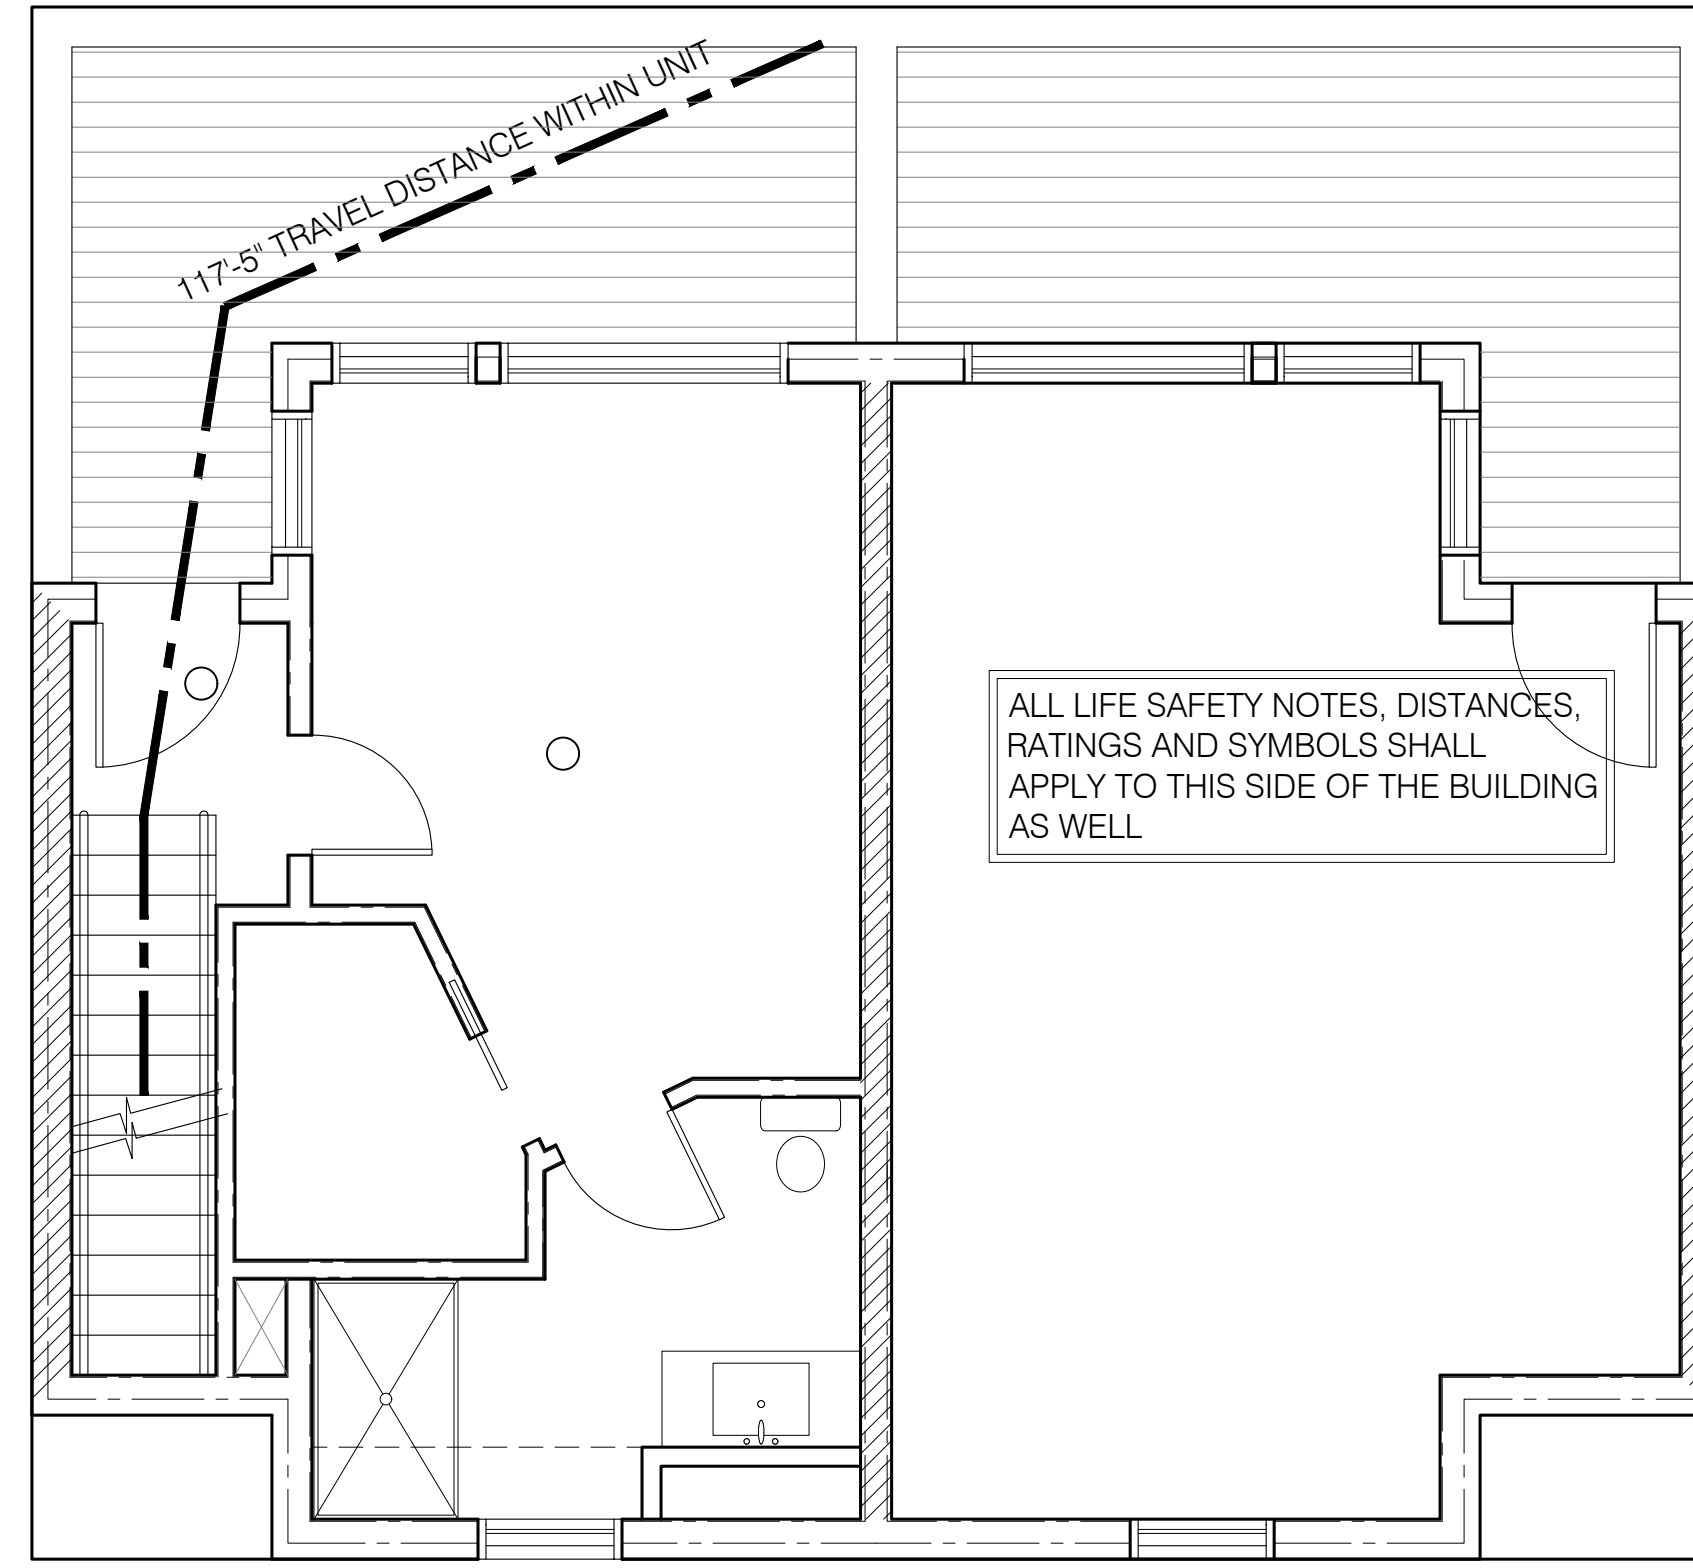 117'-5" TRAVEL DISTANCE WITHIN UNIT
ALL LIFE SAFETY NOTES, DISTANCES,
RATINGS AND SYMBOLS SHALL
APPLY TO THIS SIDE OF THE BUILDING
AS WELL